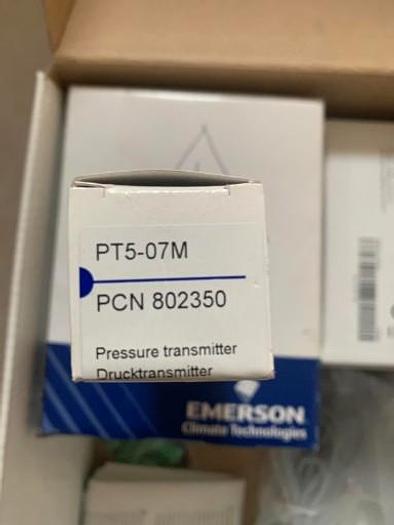 PT5-07M
PCN 802350
Pressure transmitter
Drucktransmitter
EMERSON
Climate Technologies